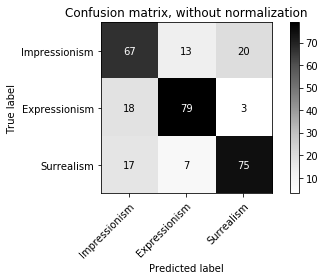 Confusion matrix, without normalization
Impressionism 67 13 20
Expressionism 18 79 3
Surrealism 17 7 75
Impressionism
Expressionism
Surrealism
True label
Predicted label
70
60
50
40
30
20
10